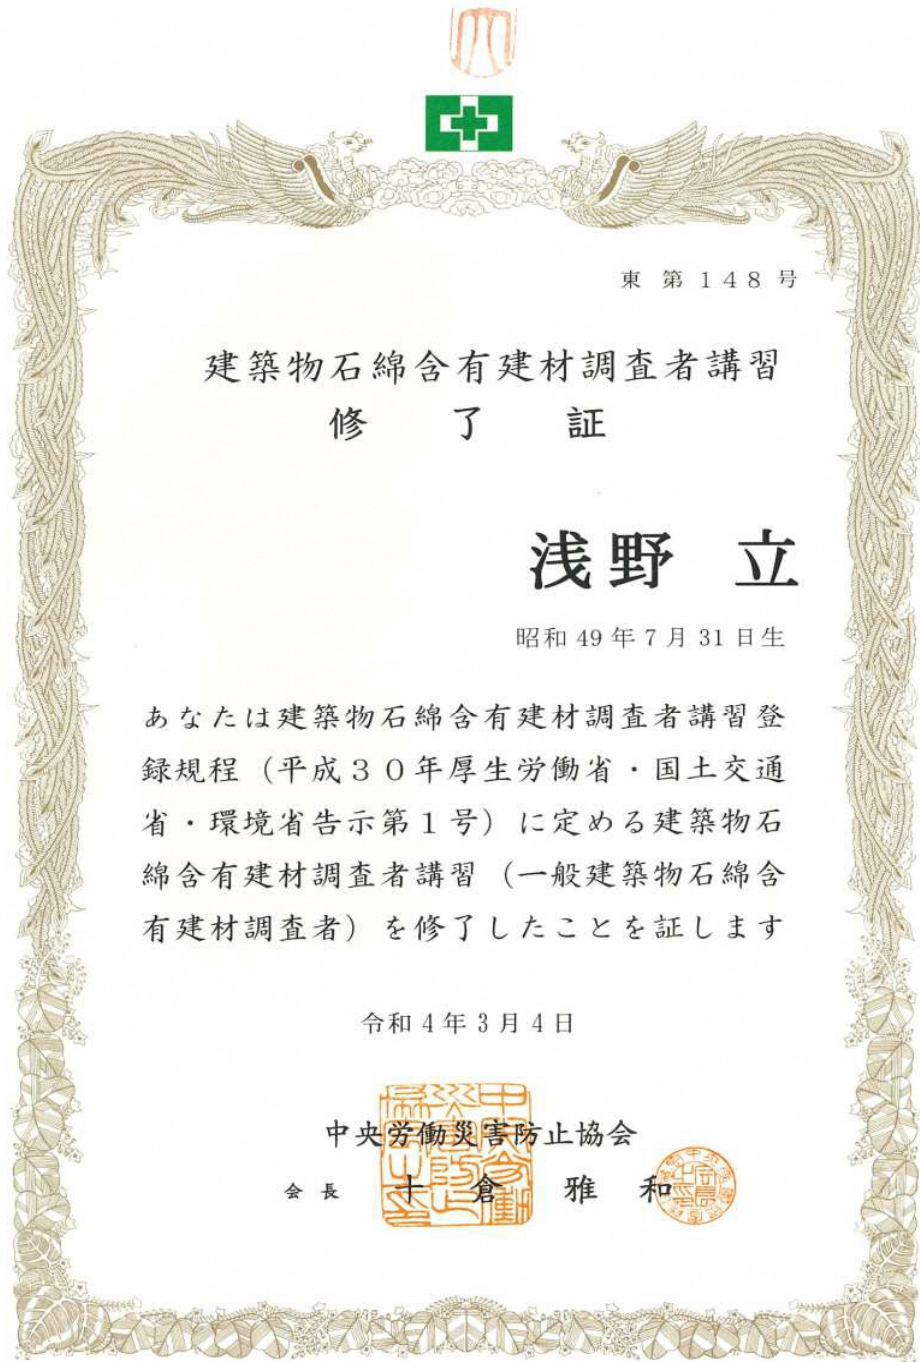 東 第 １４８ 号
建築物石綿含有建材調査者講習
修 了 証
浅野 立
昭和 49 年 7 月 31 日生
あなたは建築物石綿含有建材調査者講習登
録規程（平成３０年厚生労働省・国土交通
省・環境省告示第１号）に定める建築物石
綿含有建材調査者講習（一般建築物石綿含
有建材調査者）を修了したことを証します
令和 4 年 3 月 4 日
中央労働災害防止協会
会 長 十 倉 雅 和